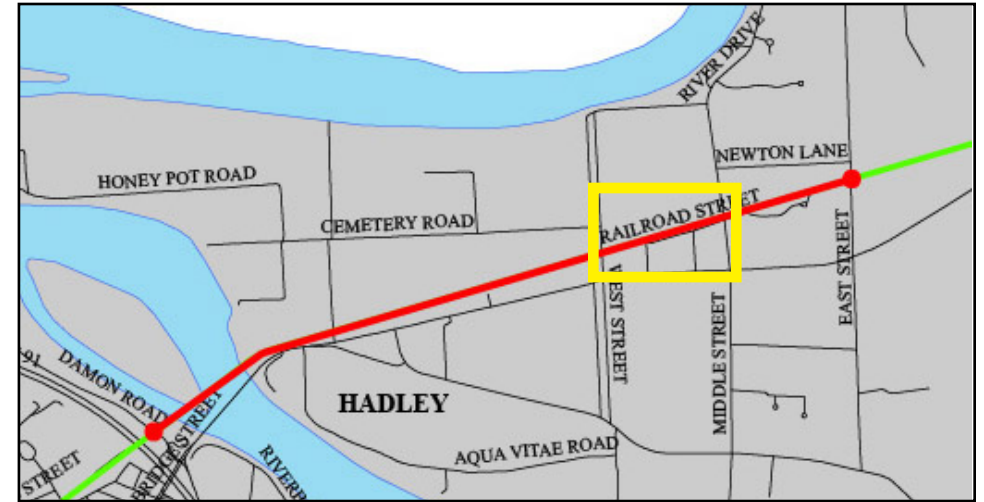 RIVER DRIVE
NEWTON LANE
HONEY POT ROAD
RAILROAD STREET
CEMETERY ROAD
EAST STREET
WEST STREET
MIDDLE STREET
DAMON ROAD
HADLEY
BRIDGE STREET
AQUA VITAE ROAD
STREET